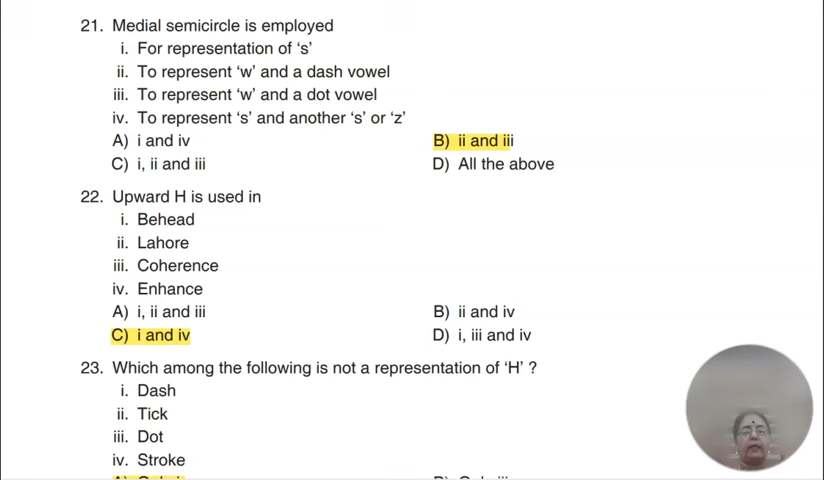 21. Medial semicircle is employed
i. For representation of ‘s’
ii. To represent ‘w’ and a dash vowel
iii. To represent ‘w’ and a dot vowel
iv. To represent ‘s’ and another ‘s’ or ‘z’
A) i and iv B) ii and iii
C) i, ii and iii D) All the above
22. Upward H is used in
i. Behead
ii. Lahore
iii. Coherence
iv. Enhance
A) i, ii and iii B) ii and iv
C) i and iv D) i, iii and iv
23. Which among the following is not a representation of ‘H’ ?
i. Dash
ii. Tick
iii. Dot
iv. Stroke